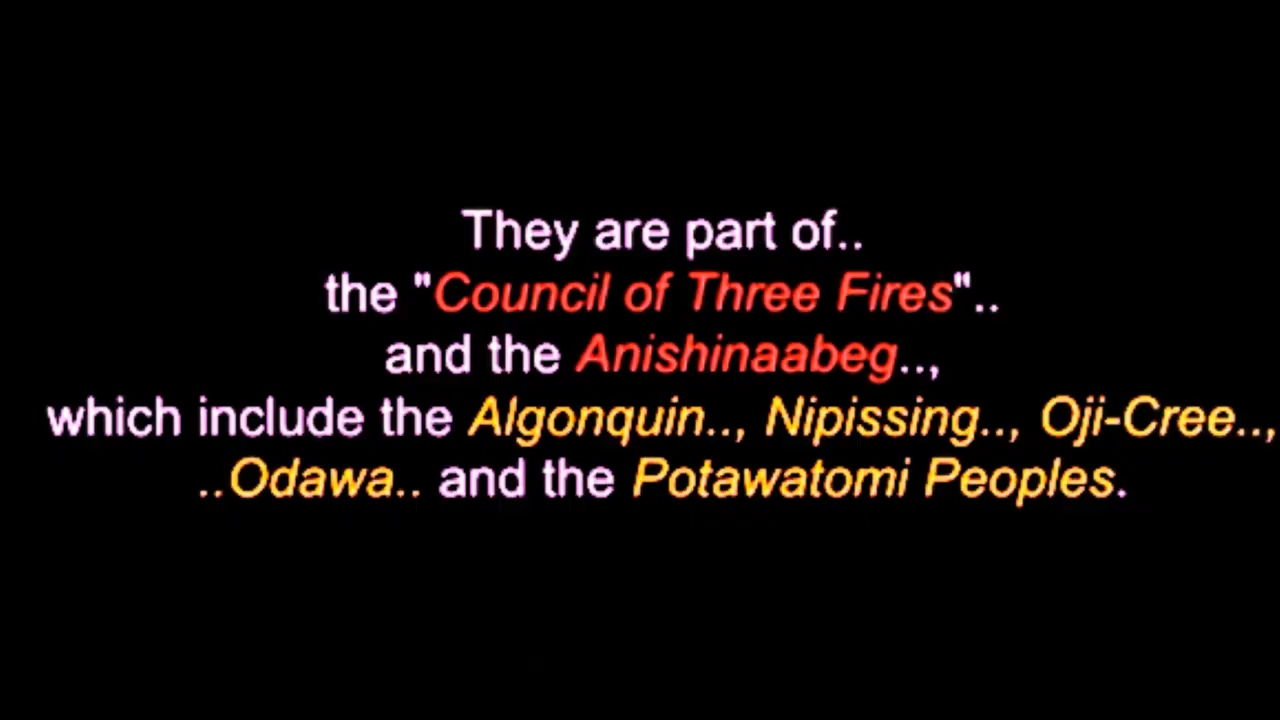 They are part of..
the "Council of Three Fires"..
and the Anishinaabeg..,
which include the Algonquin.., Nipissing.., Oji-Cree..,
..Odawa.. and the Potawatomi Peoples.